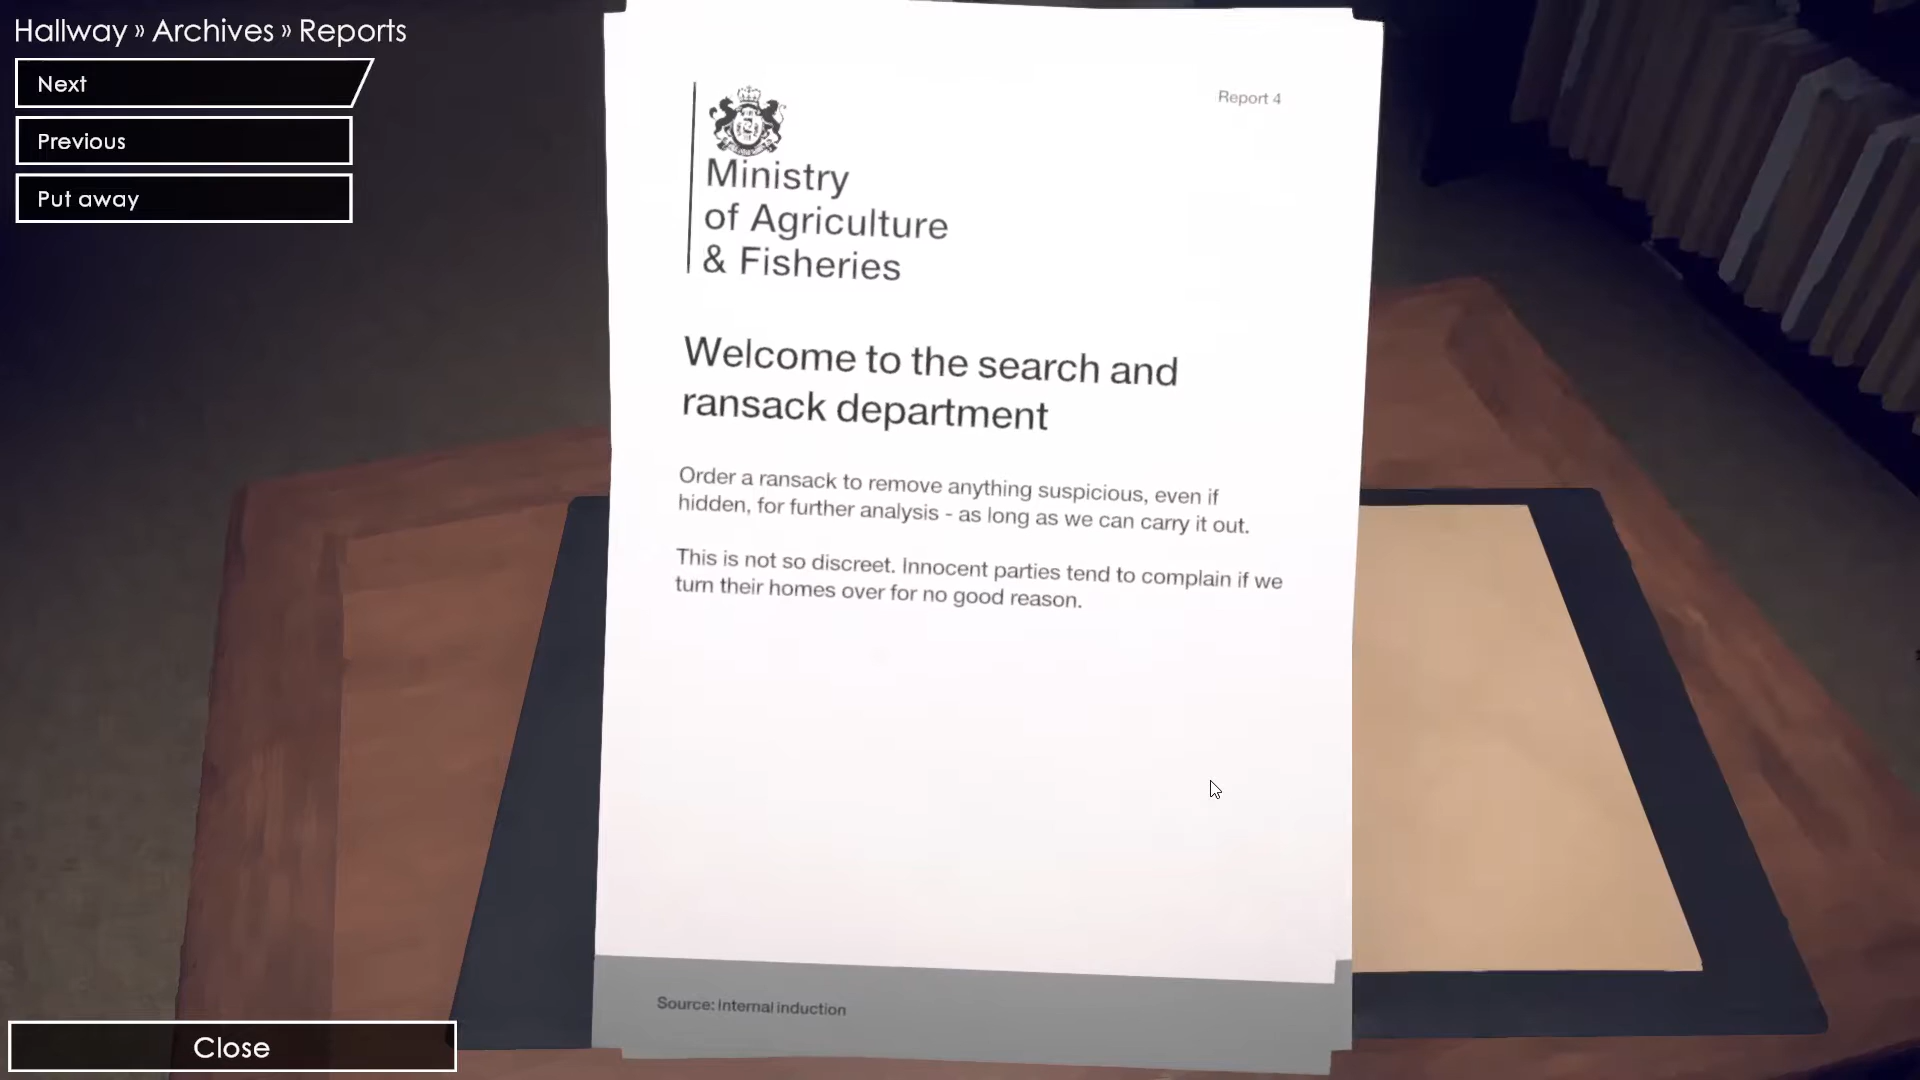 Hallway » Archives » Reports
Next
Previous
Put away
Report 4
Ministry
of Agriculture
& Fisheries
Welcome to the search and
ransack department
Order a ransack to remove anything suspicious, even if
hidden, for further analysis - as long as we can carry it out.
This is not so discreet. Innocent parties tend to complain if we
turn their homes over for no good reason.
Source: Internal induction
Close